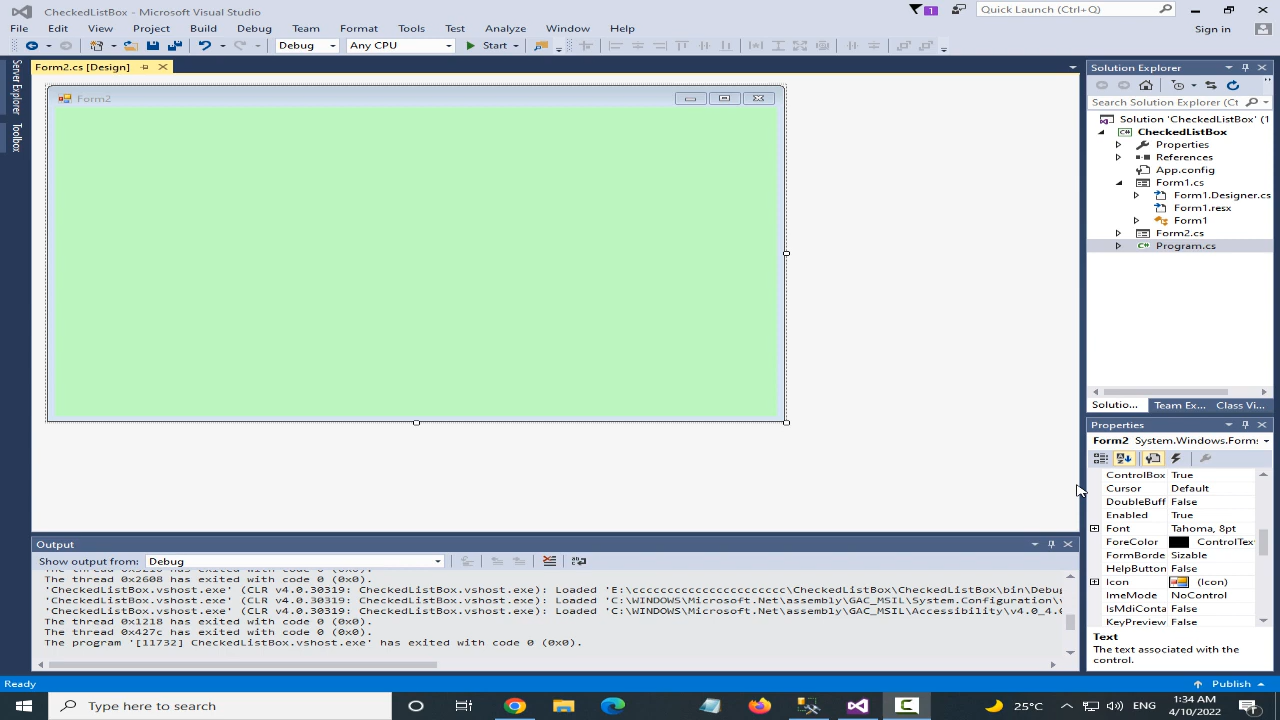 CheckedListBox - Microsoft Visual Studio
1
Quick Launch (Ctrl+Q)
File Edit View Project Build Debug Team Format Tools Test Analyze Window Help
Sign in
Debug Any CPU Start
Server Explorer
Toolbox
Form2.cs [Design]
Form2
Solution Explorer
Search Solution Explorer (Ct
Solution 'CheckedListBox' (1
CheckedListBox
Properties
References
App.config
Form1.cs
Form1.Designer.cs
Form1.resx
Form1
Form2.cs
Program.cs
Solutio... Team Ex... Class Vi...
Properties
Form2 System.Windows.Form:
ControlBox True
Cursor Default
DoubleBuff False
Enabled True
Font Tahoma, 8pt
ForeColor ControlTex
FormBorde Sizable
HelpButton False
Icon (Icon)
ImeMode NoControl
IsMdiConta False
KeyPreview False
Text
The text associated with the
control.
Output
Show output from: Debug
The thread 0x2608 has exited with code 0 (0x0).
'CheckedListBox.vshost.exe' (CLR v4.0.30319: CheckedListBox.vshost.exe): Loaded 'E:\cccccccccccccccccccccc\CheckedListBox\CheckedListBox\bin\Debu
'CheckedListBox.vshost.exe' (CLR v4.0.30319: CheckedListBox.vshost.exe): Loaded 'C:\WINDOWS\Microsoft.Net\assembly\GAC_MSIL\System.Configuration\
'CheckedListBox.vshost.exe' (CLR v4.0.30319: CheckedListBox.vshost.exe): Loaded 'C:\WINDOWS\Microsoft.Net\assembly\GAC_MSIL\Accessibility\v4.0_4.0
The thread 0x1218 has exited with code 0 (0x0).
The thread 0x427c has exited with code 0 (0x0).
The program '[11732] CheckedListBox.vshost.exe' has exited with code 0 (0x0).
Ready
Publish
Type here to search
25°C
ENG
1:34 AM
4/10/2022
1